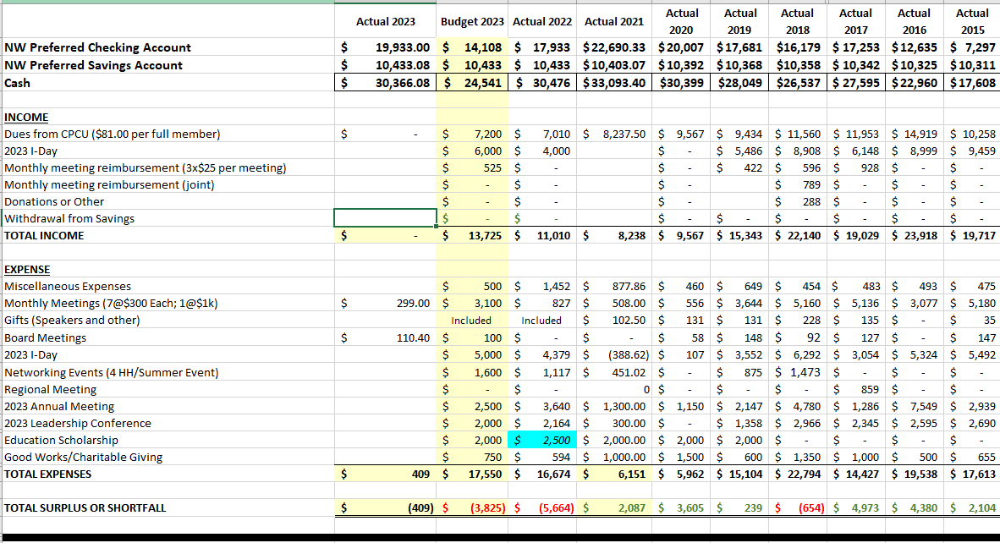 Actual 2023 Budget 2023 Actual 2022 Actual 2021 Actual 2020 Actual 2019 Actual 2018 Actual 2017 Actual 2016 Actual 2015
NW Preferred Checking Account $ 19,933.00 $ 14,108 $ 17,933 $ 22,690.33 $20,007 $17,681 $16,179 $ 17,253 $ 12,635 $ 7,297
NW Preferred Savings Account $ 10,433.08 $ 10,433 $ 10,433 $ 10,403.07 $10,392 $10,368 $10,358 $ 10,342 $ 10,325 $ 10,311
Cash $ 30,366.08 $ 24,541 $ 30,476 $ 33,093.40 $30,399 $28,049 $26,537 $ 27,595 $ 22,960 $ 17,608
INCOME
Dues from CPCU ($81.00 per full member) $ - $ 7,200 $ 7,010 $ 8,237.50 $ 9,567 $ 9,434 $ 11,560 $ 11,953 $ 14,919 $ 10,258
2023 I-Day $ 6,000 $ 4,000 $ - $ 5,486 $ 8,908 $ 6,148 $ 8,999 $ 9,459
Monthly meeting reimbursement (3x$25 per meeting) $ 525 $ - $ - $ 422 $ 596 $ 928 $ - $ -
Monthly meeting reimbursement (joint) $ - $ - $ - $ 789 $ - $ - $ -
Donations or Other $ - $ - $ - $ 288 $ - $ - $ -
Withdrawal from Savings $ - $ - $ - $ - $ - $ - $ - $ -
TOTAL INCOME $ - $ 13,725 $ 11,010 $ 8,238 $ 9,567 $ 15,343 $ 22,140 $ 19,029 $ 23,918 $ 19,717
EXPENSE
Miscellaneous Expenses $ 500 $ 1,452 $ 877.86 $ 460 $ 649 $ 454 $ 483 $ 493 $ 475
Monthly Meetings (7@$300 Each; 1@$1k) $ 299.00 $ 3,100 $ 827 $ 508.00 $ 556 $ 3,644 $ 5,160 $ 5,136 $ 3,077 $ 5,180
Gifts (Speakers and other) Included Included $ 102.50 $ 131 $ 131 $ 228 $ 135 $ - $ 35
Board Meetings $ 110.40 $ 100 $ - $ - $ 58 $ 148 $ 92 $ 127 $ - $ 147
2023 I-Day $ 5,000 $ 4,379 $ (388.62) $ 107 $ 3,552 $ 6,292 $ 3,054 $ 5,324 $ 5,492
Networking Events (4 HH/Summer Event) $ 1,600 $ 1,117 $ 451.02 $ - $ 875 $ 1,473 $ - $ - $ -
Regional Meeting $ - $ - 0 $ - $ - $ - $ 859 $ - $ -
2023 Annual Meeting $ 2,500 $ 3,640 $ 1,300.00 $ 1,150 $ 2,147 $ 4,780 $ 1,286 $ 7,549 $ 2,939
2023 Leadership Conference $ 2,000 $ 2,164 $ 300.00 $ - $ 1,358 $ 2,966 $ 2,345 $ 2,595 $ 2,690
Education Scholarship $ 2,000 $ 2,500 $ 2,000.00 $ 2,000 $ 2,000 $ - $ - $ - $ -
Good Works/Charitable Giving $ 750 $ 594 $ 1,000.00 $ 1,500 $ 600 $ 1,350 $ 1,000 $ 500 $ 655
TOTAL EXPENSES $ 409 $ 17,550 $ 16,674 $ 6,151 $ 5,962 $ 15,104 $ 22,794 $ 14,427 $ 19,538 $ 17,613
TOTAL SURPLUS OR SHORTFALL $ (409) $ (3,825) $ (5,664) $ 2,087 $ 3,605 $ 239 $ (654) $ 4,973 $ 4,380 $ 2,104